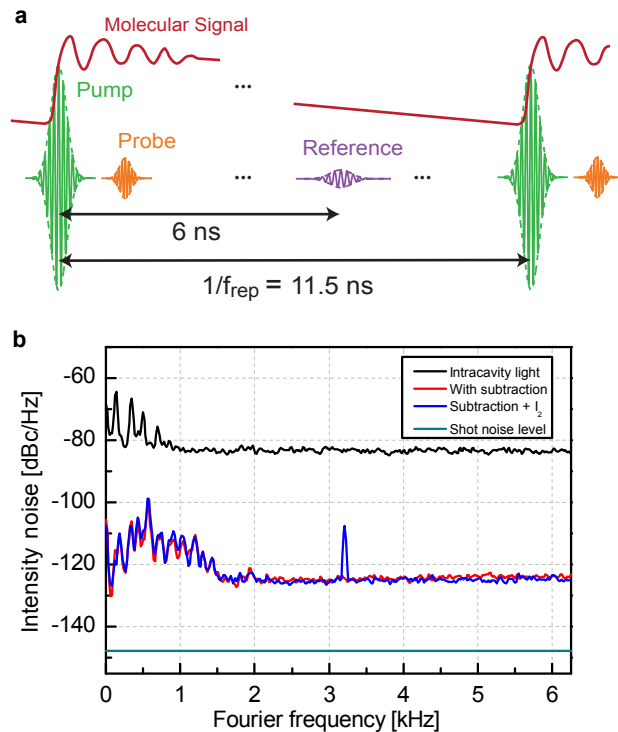 a
Molecular Signal
Pump
...
Probe
Reference
...
...
6 ns
1/f_rep = 11.5 ns
b
Intensity noise [dBc/Hz]
-60
-80
-100
-120
-140
Intracavity light
With subtraction
Subtraction + I_2
Shot noise level
0 1 2 3 4 5 6
Fourier frequency [kHz]